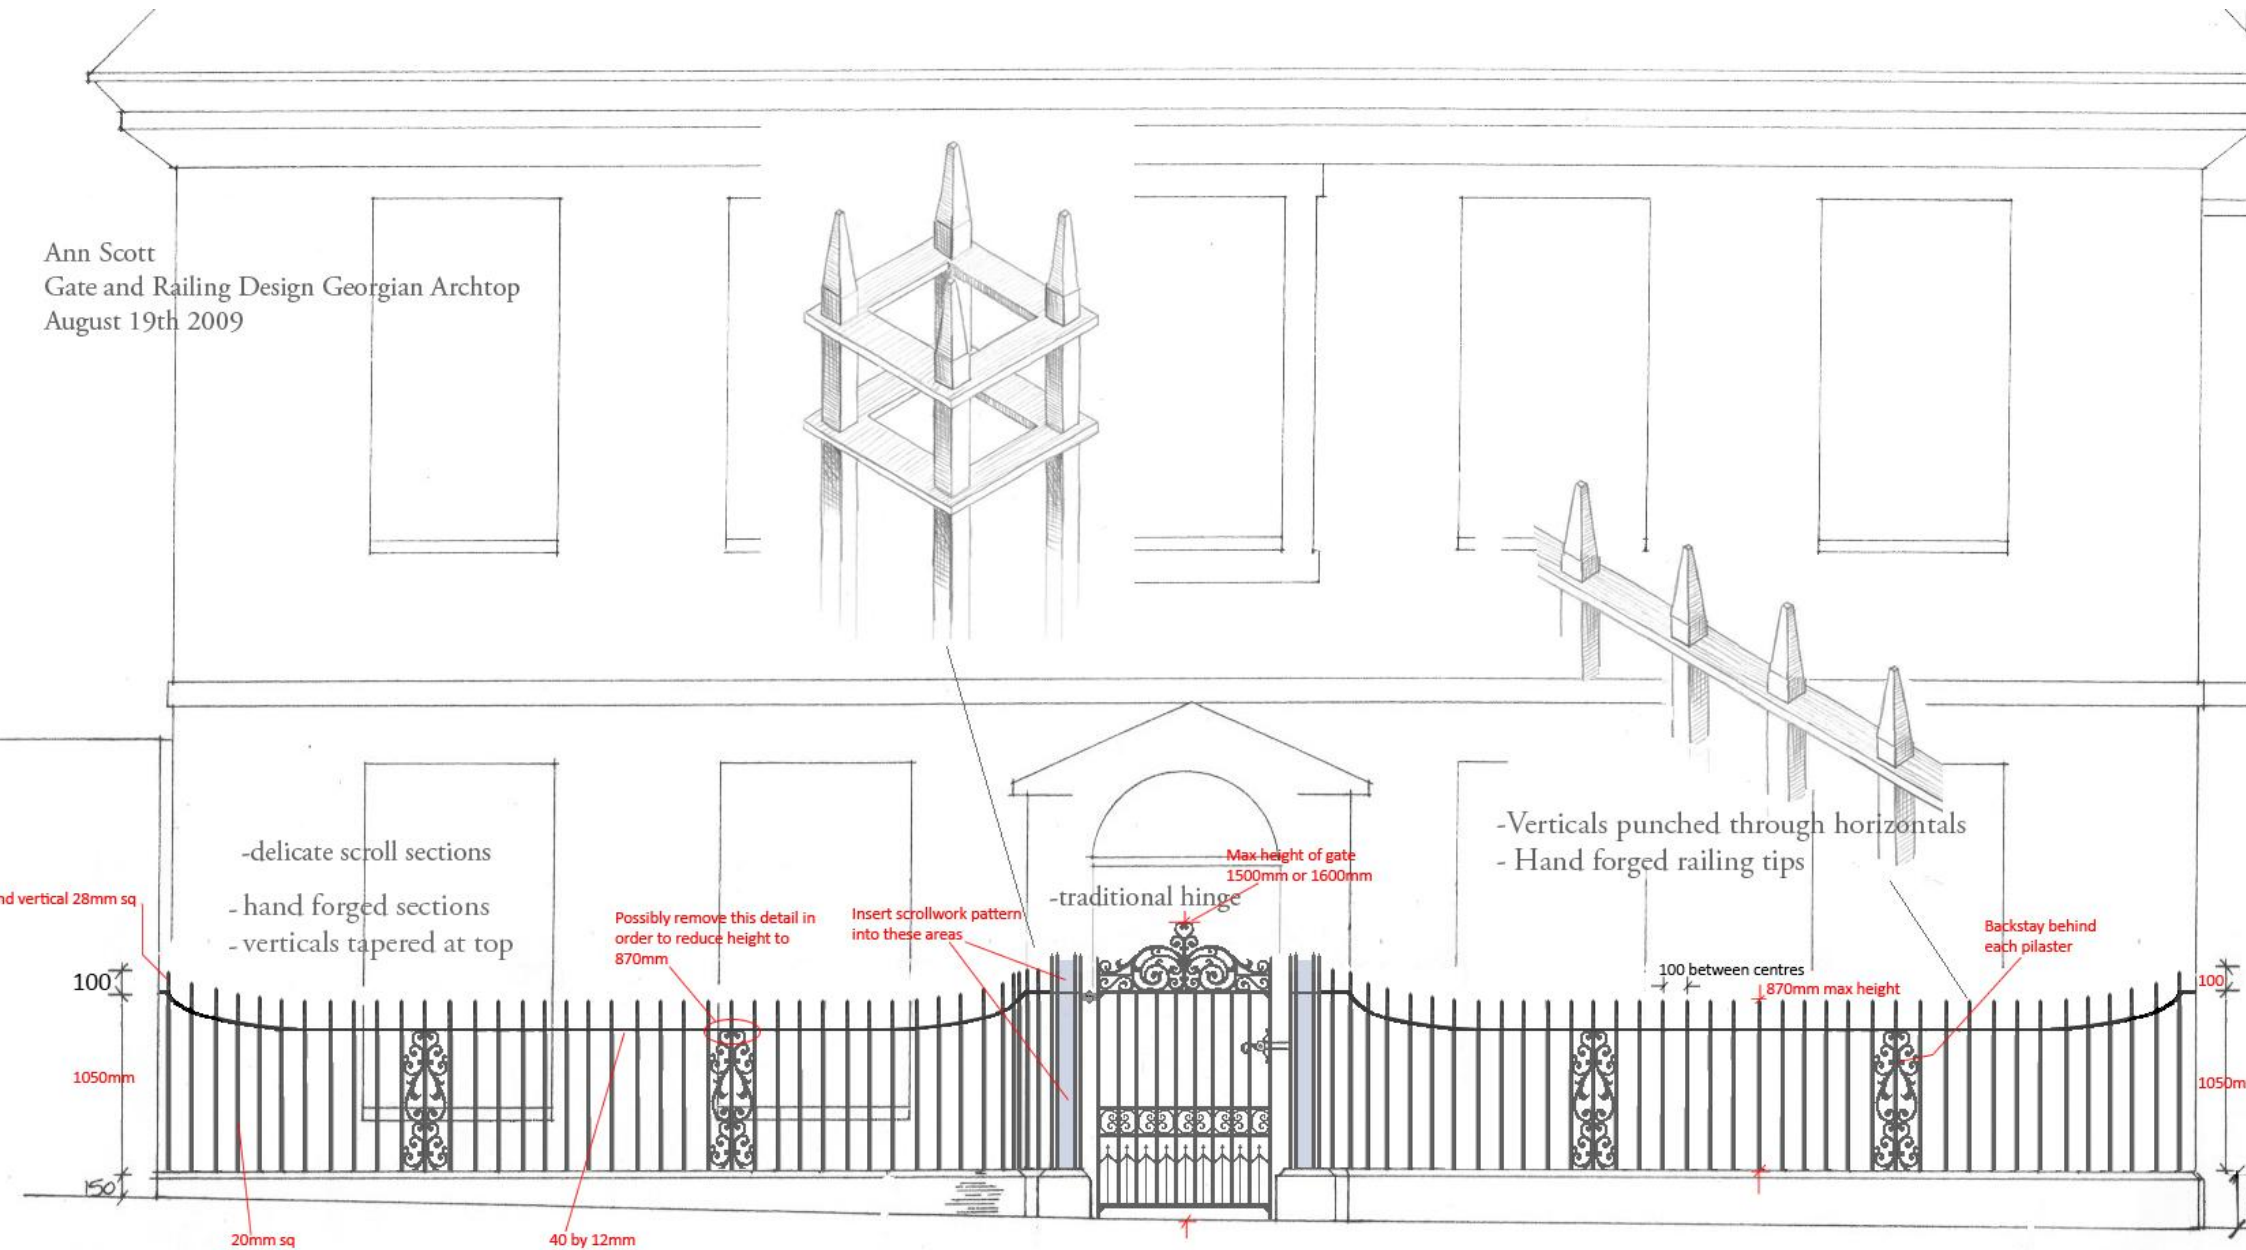 Ann Scott
Gate and Railing Design Georgian Archtop
August 19th 2009
-Verticals punched through horizontals
- Hand forged railing tips
-delicate scroll sections
- hand forged sections
- verticals tapered at top
Max height of gate
1500mm or 1600mm
-traditional hinge
vertical 28mm sq
Possibly remove this detail in
order to reduce height to
870mm
Insert scrollwork pattern
into these areas
Backstay behind
each pilaster
100
100 between centres
870mm max height
100
1050mm
1050m
150
20mm sq
40 by 12mm